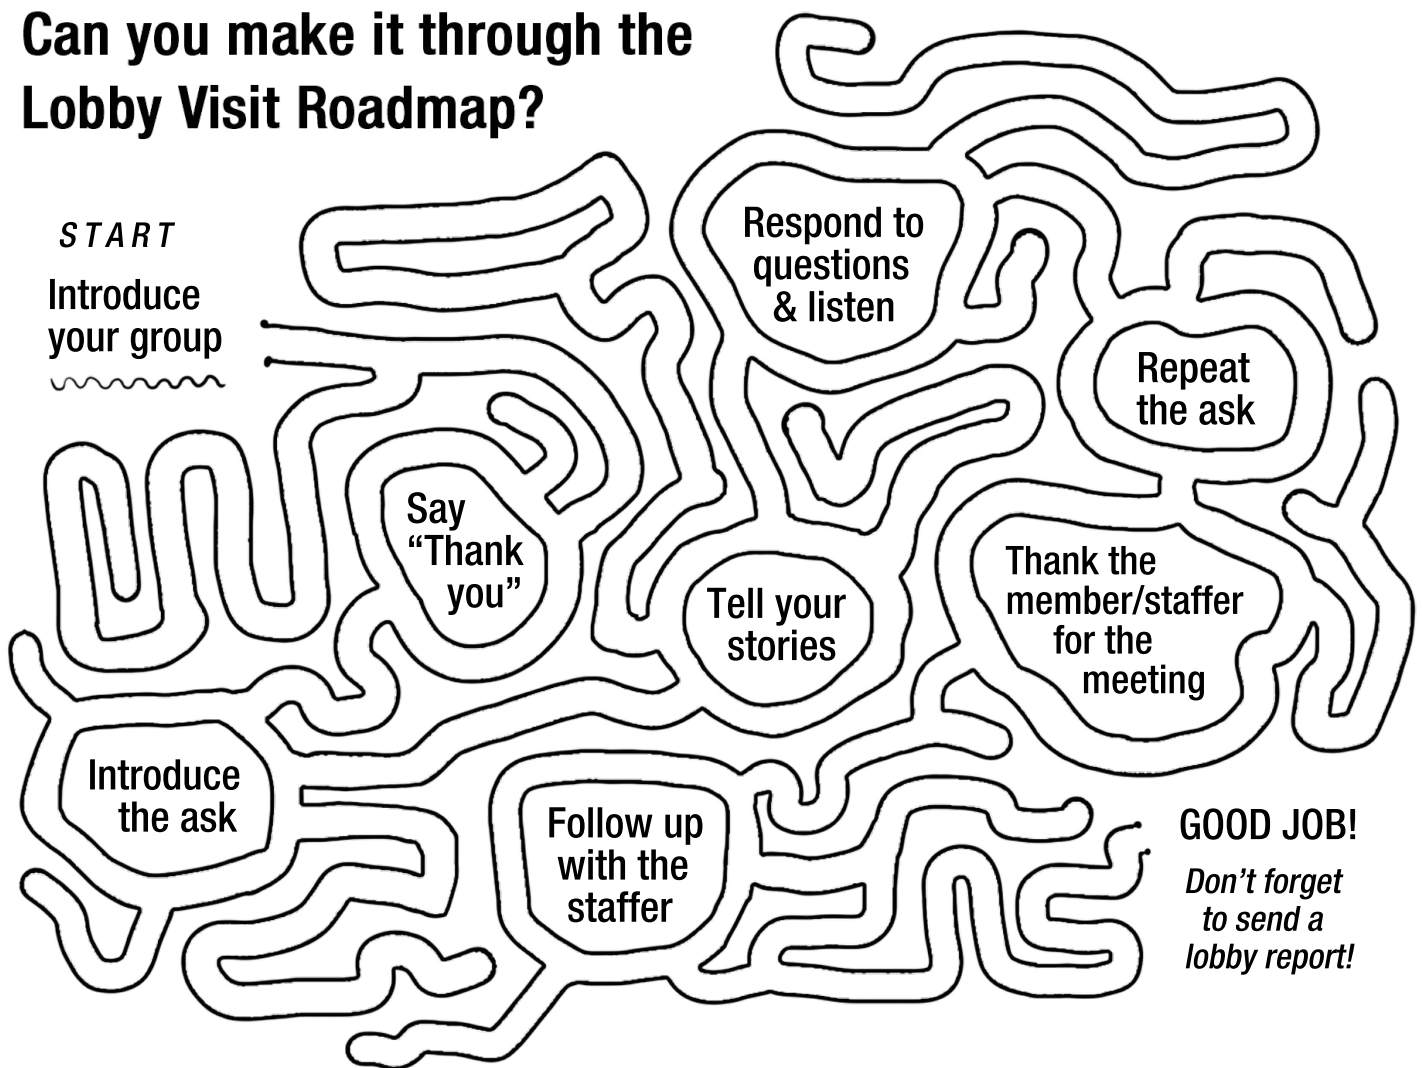 Can you make it through the
Lobby Visit Roadmap?
START
Introduce
your group
Say
“Thank
you”
Introduce
the ask
Tell your
stories
Respond to
questions
& listen
Repeat
the ask
Thank the
member/staffer
for the
meeting
Follow up
with the
staffer
GOOD JOB!
Don’t forget
to send a
lobby report!